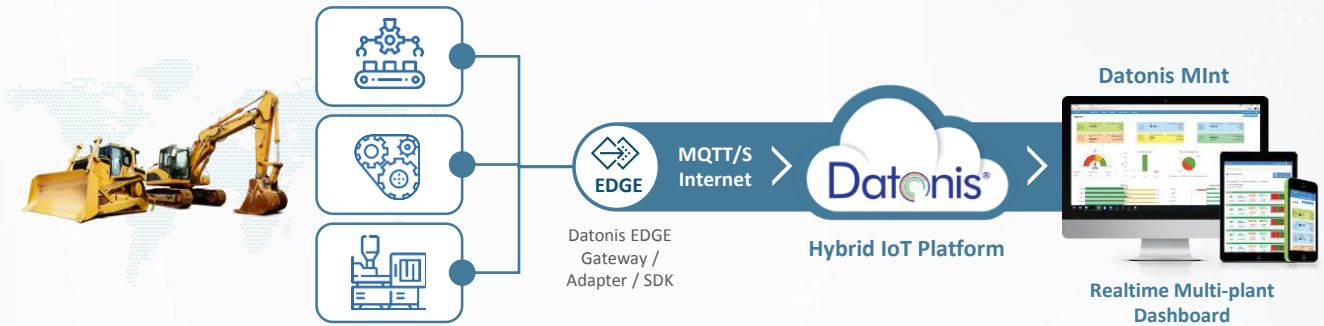 EDGE
Datonis EDGE
Gateway /
Adapter / SDK
MQTT/S
Internet
Datonis®
Hybrid IoT Platform
Datonis MInt
Realtime Multi-plant
Dashboard